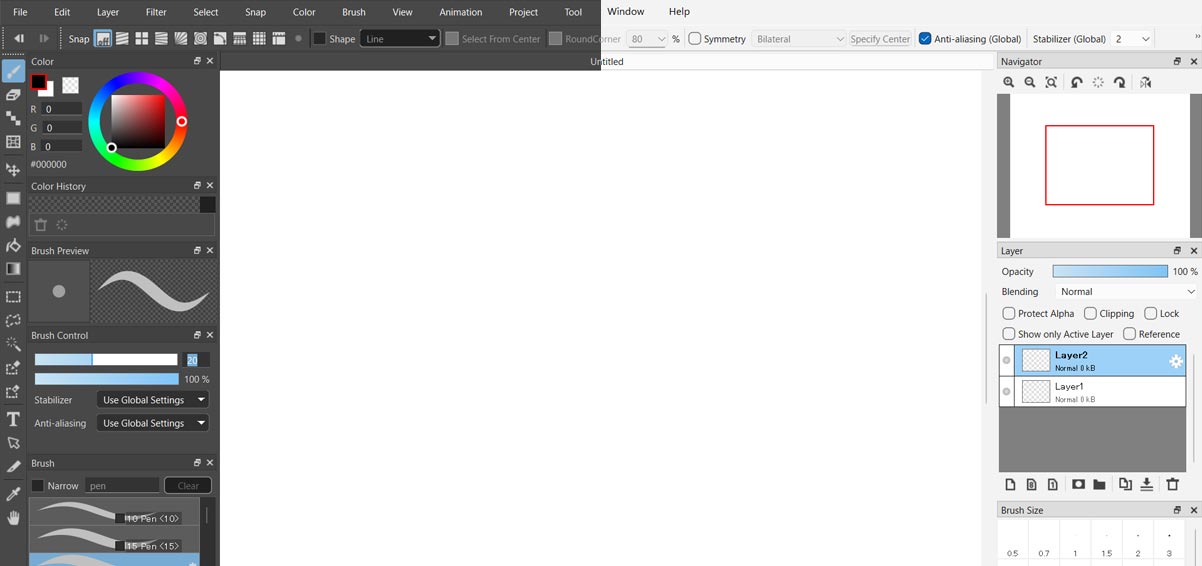 File Edit Layer Filter Select Snap Color Brush View Animation Project Tool Window Help
Snap Shape Line Select From Center RoundCorner 80 % Symmetry Bilateral Specify Center Anti-aliasing (Global) Stabilizer (Global) 2
Untitled
Color
R 0
G 0
B 0
#000000
Color History
Brush Preview
Brush Control
20
100 %
Stabilizer Use Global Settings
Anti-aliasing Use Global Settings
Brush
Narrow pen Clear
10 Pen <10>
15 Pen <15>
Navigator
Layer
Opacity 100 %
Blending Normal
Protect Alpha Clipping Lock
Show only Active Layer Reference
Layer2
Normal 0 kB
Layer1
Normal 0 kB
Brush Size
0.5 0.7 1 1.5 2 3